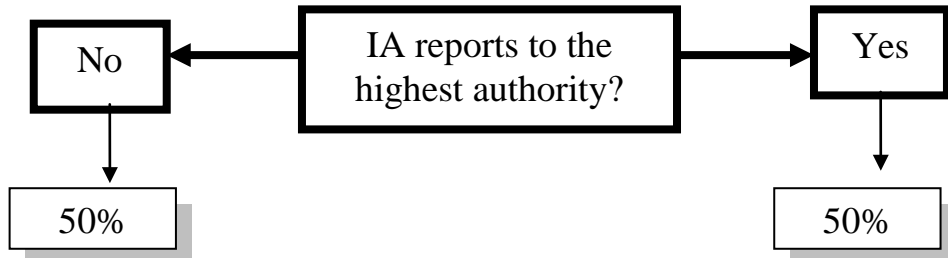 No
IA reports to the
highest authority?
Yes
50%
50%